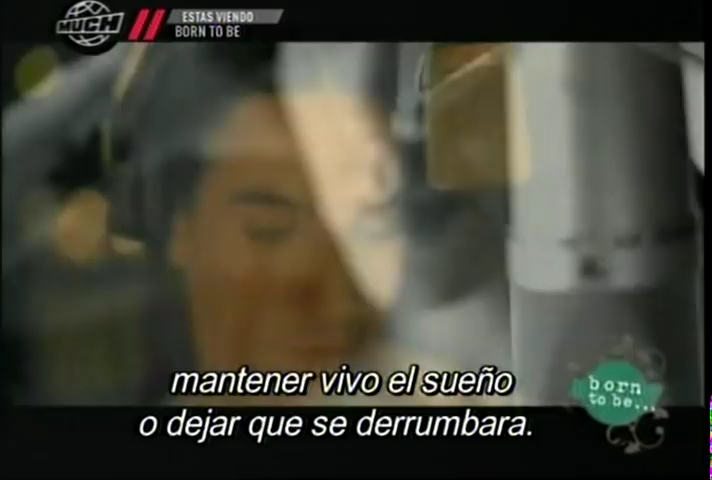 MUCH
ESTAS VIENDO
BORN TO BE
mantener vivo el sueño
o dejar que se derrumbara.
born
to be...